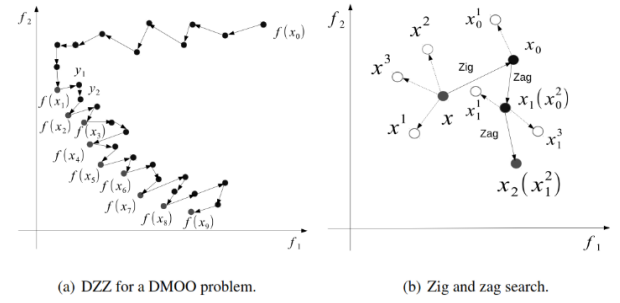 f₂
f(x₀)
y₁
y₂
f(x₁)
f(x₂)
f(x₃)
f(x₄)
f(x₅)
f(x₆)
f(x₇)
f(x₈)
f(x₉)
f₁
(a) DZZ for a DMOO problem.
f₂
x²
x₀¹
x₀
x³
Zig
Zag
x₁¹
x₁(x₀²)
x¹
x
Zag
x₁³
x₂(x₁²)
f₁
(b) Zig and zag search.